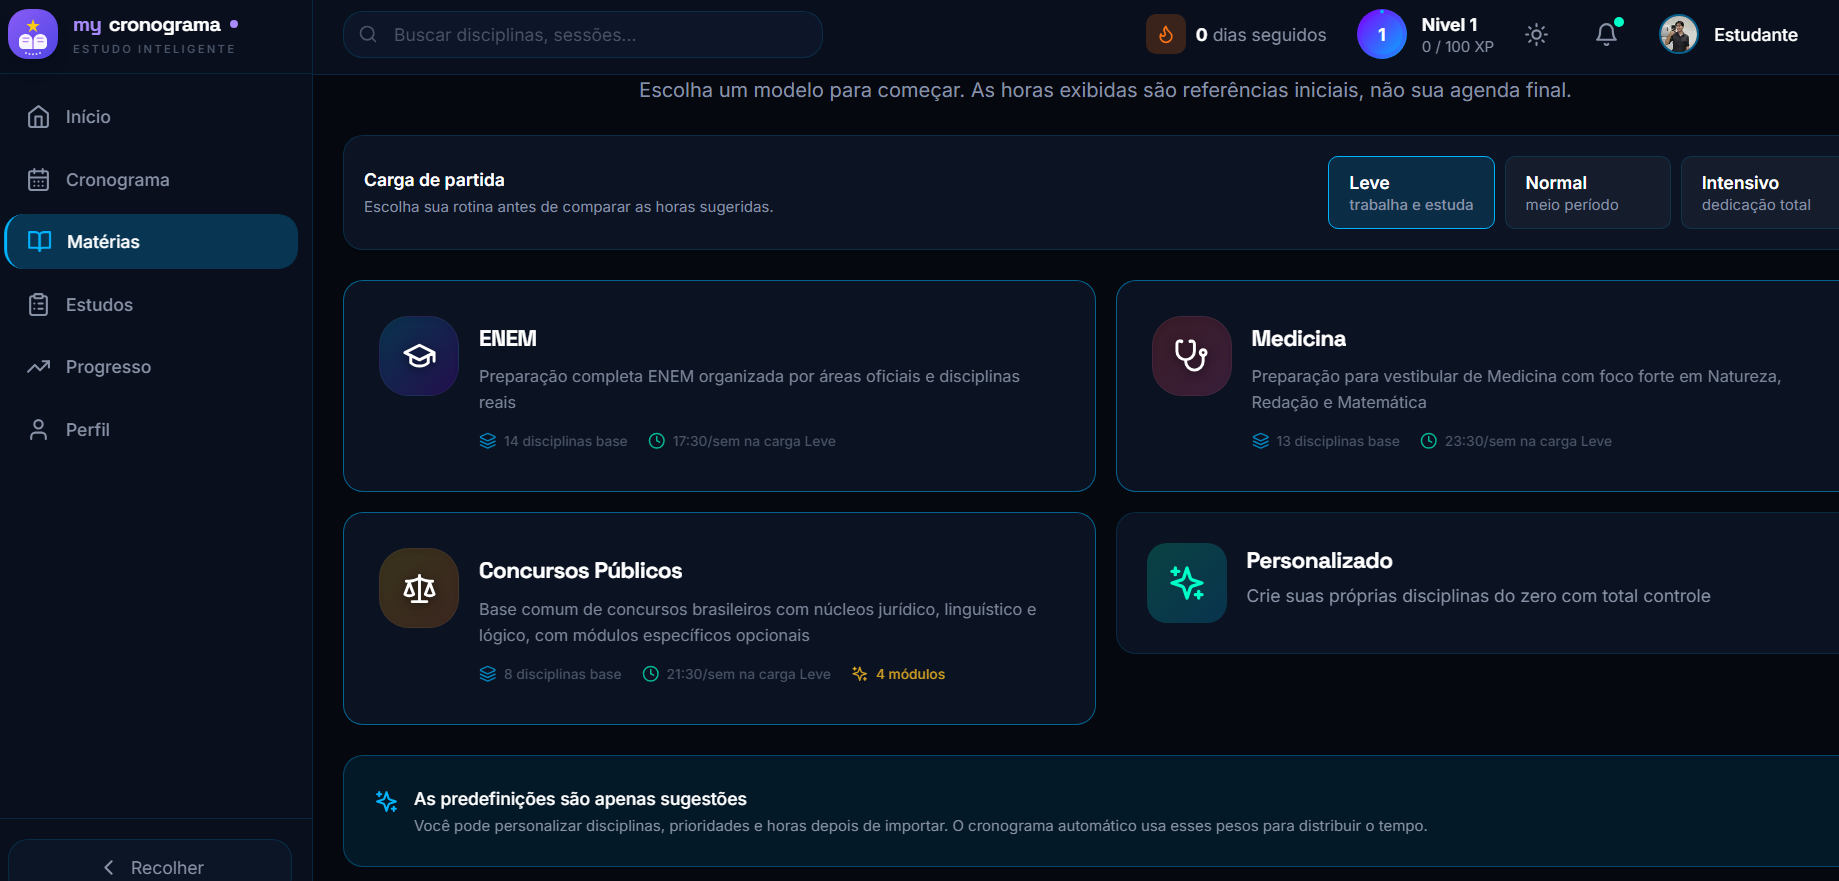 my cronograma
ESTUDO INTELIGENTE
Buscar disciplinas, sessões...
0 dias seguidos
1
Nivel 1
0 / 100 XP
Estudante
Início
Cronograma
Matérias
Estudos
Progresso
Perfil
Recolher
Escolha um modelo para começar. As horas exibidas são referências iniciais, não sua agenda final.
Carga de partida
Escolha sua rotina antes de comparar as horas sugeridas.
Leve
trabalha e estuda
Normal
meio período
Intensivo
dedicação total
ENEM
Preparação completa ENEM organizada por áreas oficiais e disciplinas
reais
14 disciplinas base
17:30/sem na carga Leve
Medicina
Preparação para vestibular de Medicina com foco forte em Natureza,
Redação e Matemática
13 disciplinas base
23:30/sem na carga Leve
Concursos Públicos
Base comum de concursos brasileiros com núcleos jurídico, linguístico e
lógico, com módulos específicos opcionais
8 disciplinas base
21:30/sem na carga Leve
4 módulos
Personalizado
Crie suas próprias disciplinas do zero com total controle
As predefinições são apenas sugestões
Você pode personalizar disciplinas, prioridades e horas depois de importar. O cronograma automático usa esses pesos para distribuir o tempo.